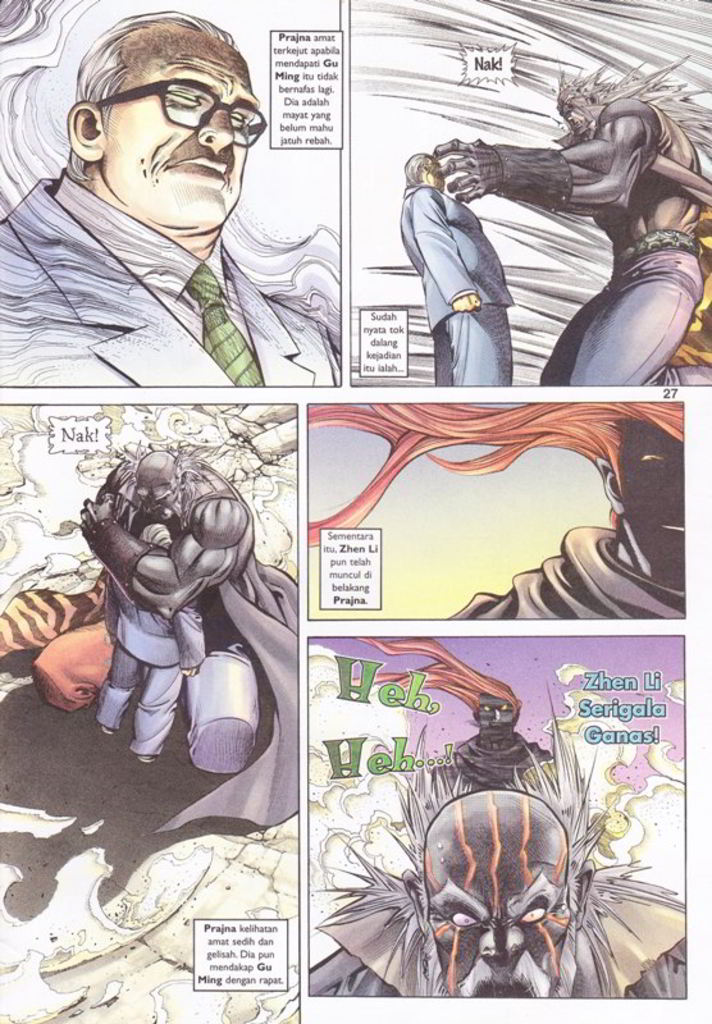 Prajna amat
terkejut apabila
mendapati Gu
Ming itu tidak
bernafas lagi.
Dia adalah
mayat yang
belum mahu
jatuh rebah.
Nak!
Sudah
nyata tok
dalang
kejadian
itu ialah...
27
Nak!
Prajna kelihatan
amat sedih dan
gelisah. Dia pun
mendakap Gu
Ming dengan rapat.
Sementara
itu, Zhen Li
pun telah
muncul di
belakang
Prajna.
Heh,
Heh...!
Zhen Li
Serigala
Ganas!